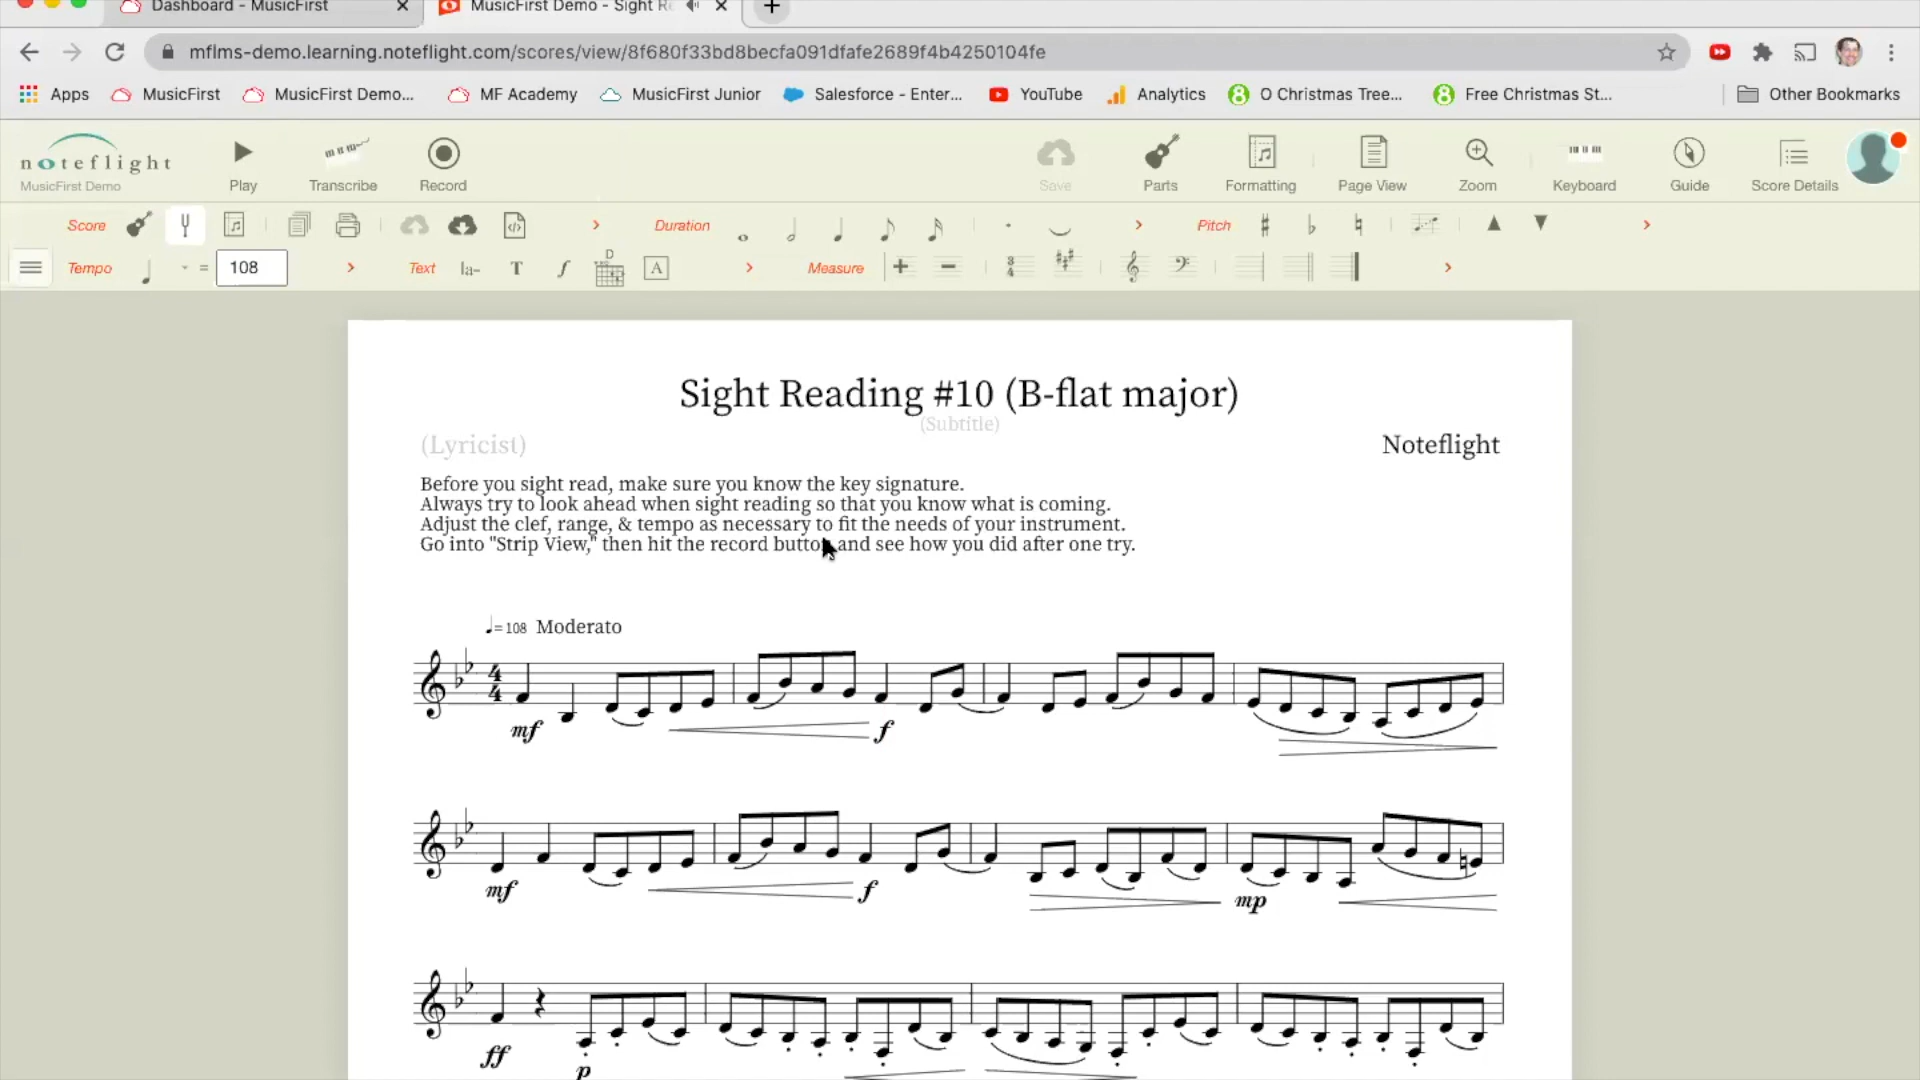 Dashboard - MusicFirst
MusicFirst Demo - Sight Re
mflms-demo.learning.noteflight.com/scores/view/8f680f33bd8becfa091dfafe2689f4b4250104fe
Apps MusicFirst MusicFirst Demo... MF Academy MusicFirst Junior Salesforce - Enter... YouTube Analytics O Christmas Tree... Free Christmas St... Other Bookmarks
noteflight
MusicFirst Demo
Play Transcribe Record Save Parts Formatting Page View Zoom Keyboard Guide Score Details
Score Duration Pitch
Tempo = 108 Text la- T f D A Measure 3 4
Sight Reading #10 (B-flat major)
(Subtitle)
(Lyricist) Noteflight
Before you sight read, make sure you know the key signature.
Always try to look ahead when sight reading so that you know what is coming.
Adjust the clef, range, & tempo as necessary to fit the needs of your instrument.
Go into "Strip View," then hit the record button and see how you did after one try.
=108 Moderato
4
4
mf f
mf f mp
ff p